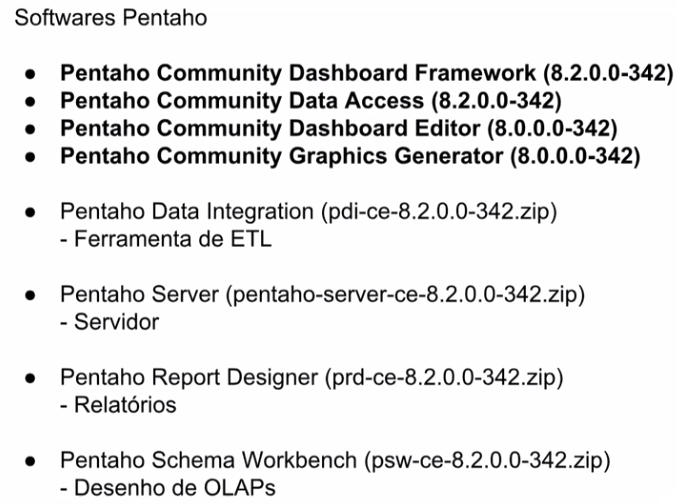 Softwares Pentaho
● Pentaho Community Dashboard Framework (8.2.0.0-342)
● Pentaho Community Data Access (8.2.0.0-342)
● Pentaho Community Dashboard Editor (8.0.0.0-342)
● Pentaho Community Graphics Generator (8.0.0.0-342)
● Pentaho Data Integration (pdi-ce-8.2.0.0-342.zip)
- Ferramenta de ETL
● Pentaho Server (pentaho-server-ce-8.2.0.0-342.zip)
- Servidor
● Pentaho Report Designer (prd-ce-8.2.0.0-342.zip)
- Relatórios
● Pentaho Schema Workbench (psw-ce-8.2.0.0-342.zip)
- Desenho de OLAPs